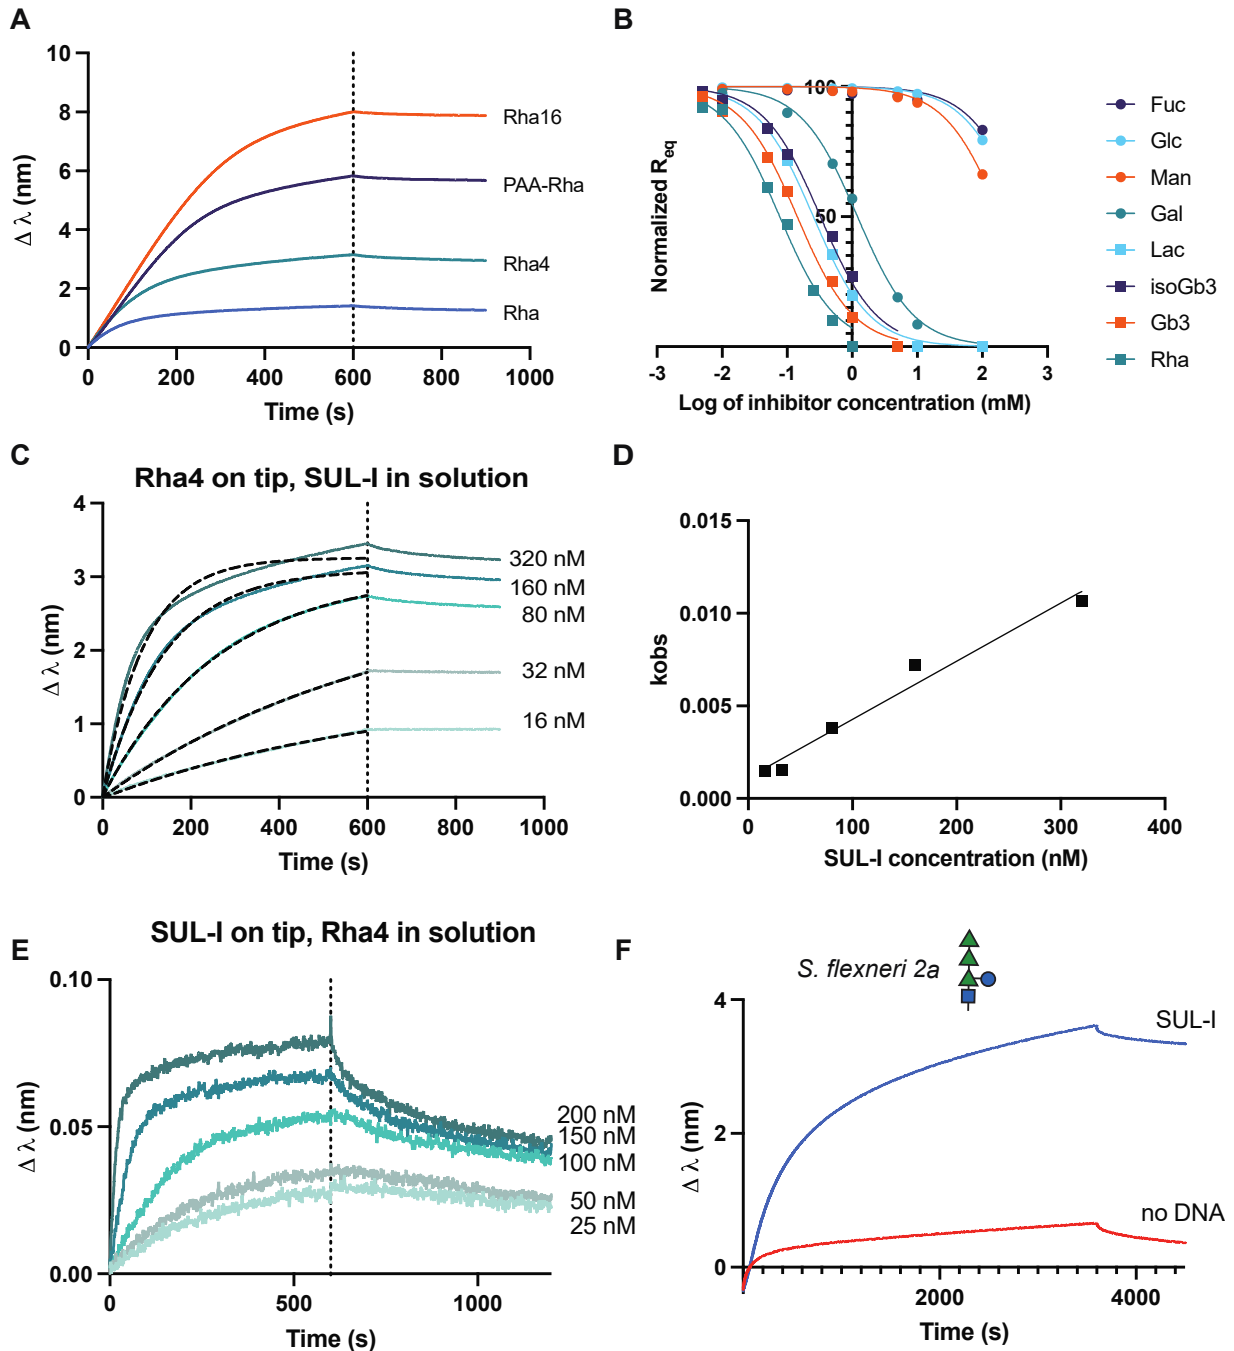 A
10
8
6
4
2
0
Δ λ (nm)
Rha16
PAA-Rha
Rha4
Rha
0 200 400 600 800 1000
Time (s)
B
100
50
Normalized Req
-3 -2 -1 0 1 2 3
Log of inhibitor concentration (mM)
Fuc
Glc
Man
Gal
Lac
isoGb3
Gb3
Rha
C
Rha4 on tip, SUL-I in solution
4
3
2
1
0
Δ λ (nm)
320 nM
160 nM
80 nM
32 nM
16 nM
0 200 400 600 800 1000
Time (s)
D
0.015
0.010
0.005
0.000
kobs
0 100 200 300 400
SUL-I concentration (nM)
E
SUL-I on tip, Rha4 in solution
0.10
0.05
0.00
Δ λ (nm)
200 nM
150 nM
100 nM
50 nM
25 nM
0 500 1000
Time (s)
F
S. flexneri 2a
4
2
0
Δ λ (nm)
SUL-I
no DNA
2000 4000
Time (s)